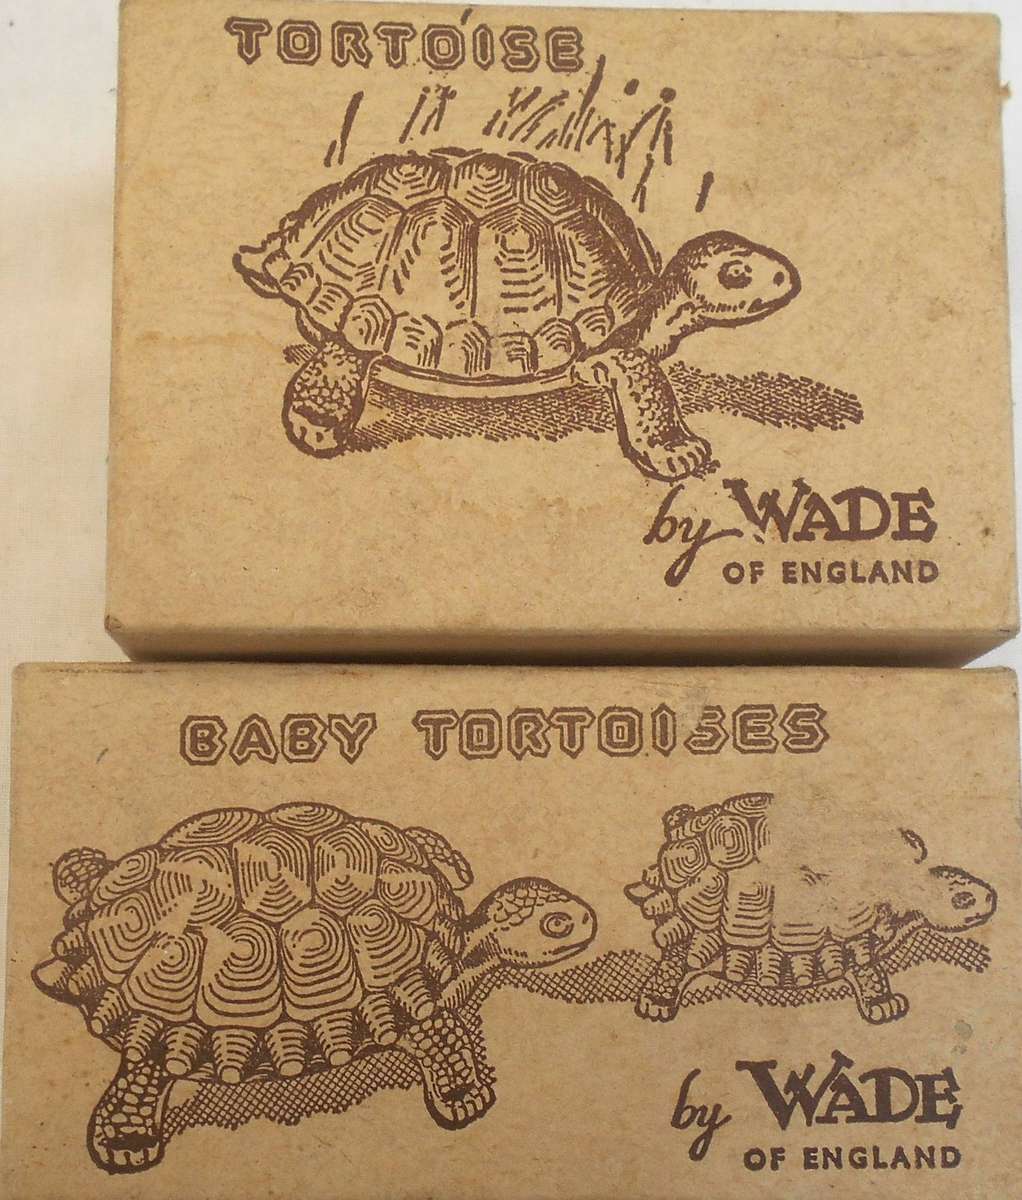 TORTOISE
by WADE
OF ENGLAND
BABY TORTOISES
by WADE
OF ENGLAND